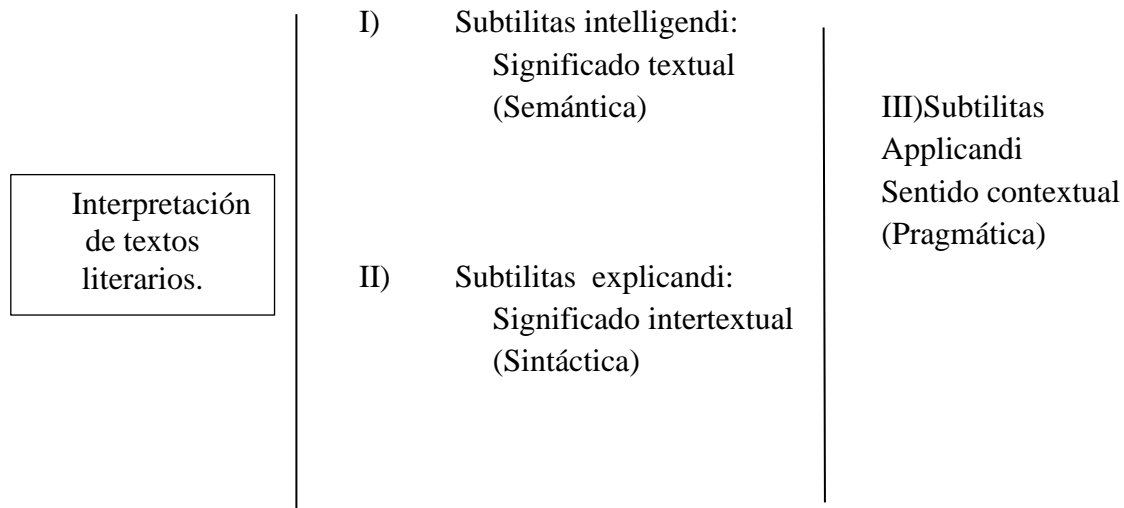 Interpretación
de textos
literarios.
I) Subtilitas intelligendi:
Significado textual
(Semántica)
II) Subtilitas explicandi:
Significado intertextual
(Sintáctica)
III)Subtilitas
Applicandi
Sentido contextual
(Pragmática)